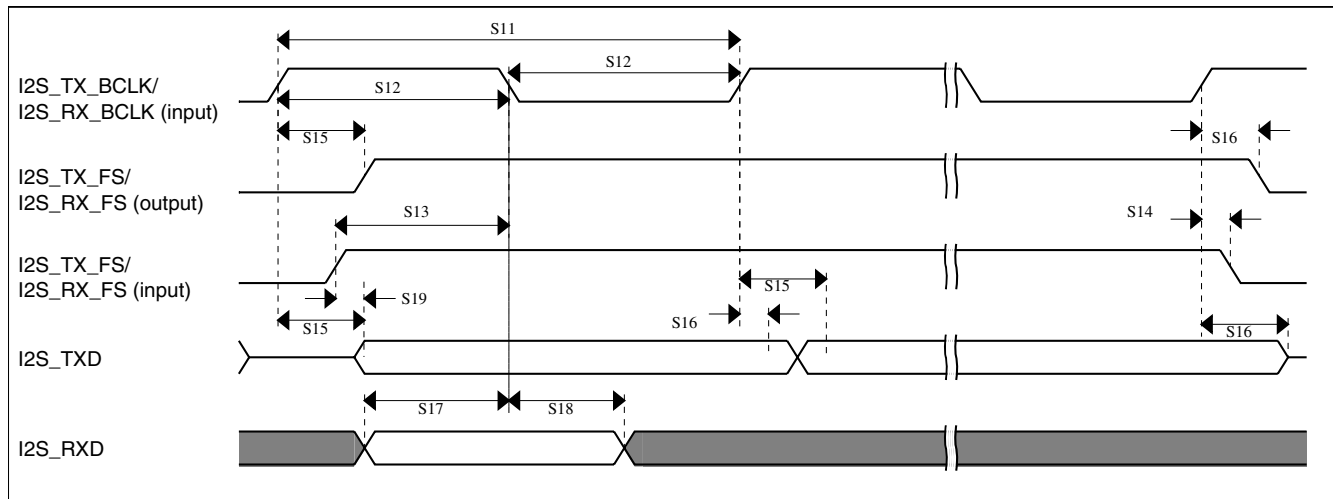 S11
I2S_TX_BCLK/
I2S_RX_BCLK (input)
S12
S12
S15
S16
I2S_TX_FS/
I2S_RX_FS (output)
S13
S14
I2S_TX_FS/
I2S_RX_FS (input)
S15
S19
S16
S15
S16
I2S_TXD
S17
S18
I2S_RXD